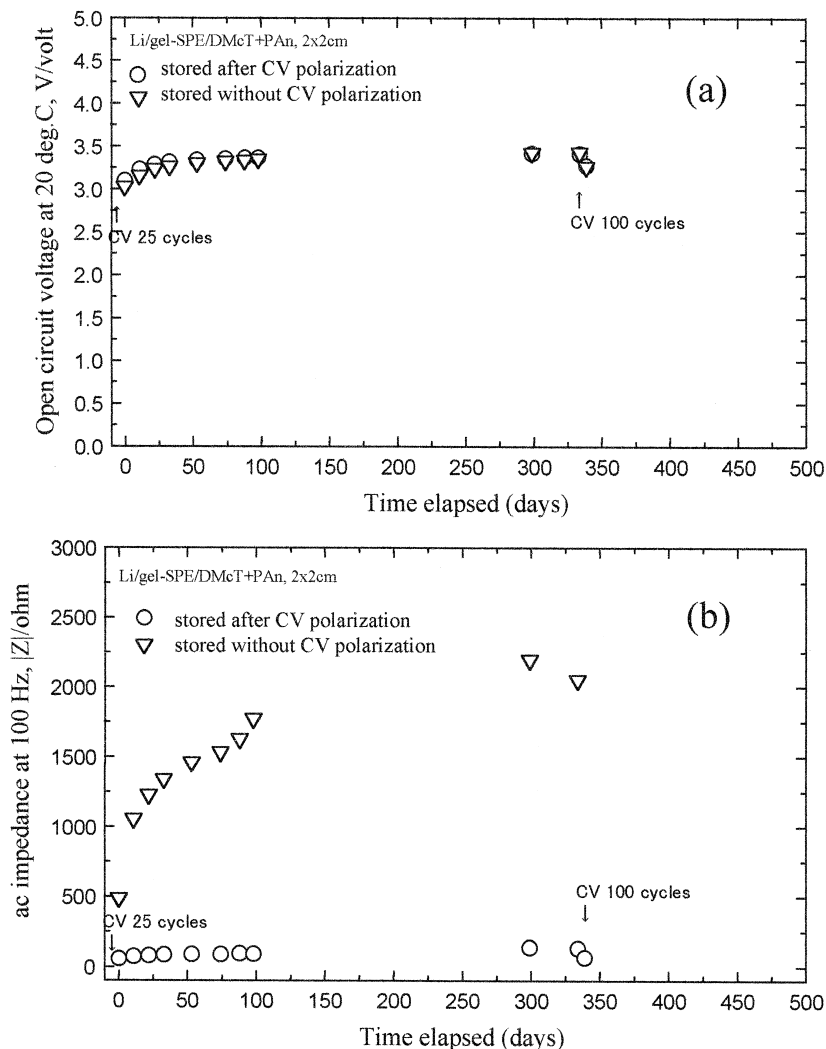 5.0
4.5
4.0
3.5
3.0
2.5
2.0
1.5
1.0
0.5
0.0
Open circuit voltage at 20 deg.C, V/volt
Li/gel-SPE/DMcT+PAn, 2x2cm
stored after CV polarization
stored without CV polarization
(a)
CV 25 cycles
CV 100 cycles
0 50 100 150 200 250 300 350 400 450 500
Time elapsed (days)
3000
2500
2000
1500
1000
500
0
ac impedance at 100 Hz, |Z|/ohm
Li/gel-SPE/DMcT+PAn, 2x2cm
stored after CV polarization
stored without CV polarization
(b)
CV 100 cycles
CV 25 cycles
0 50 100 150 200 250 300 350 400 450 500
Time elapsed (days)